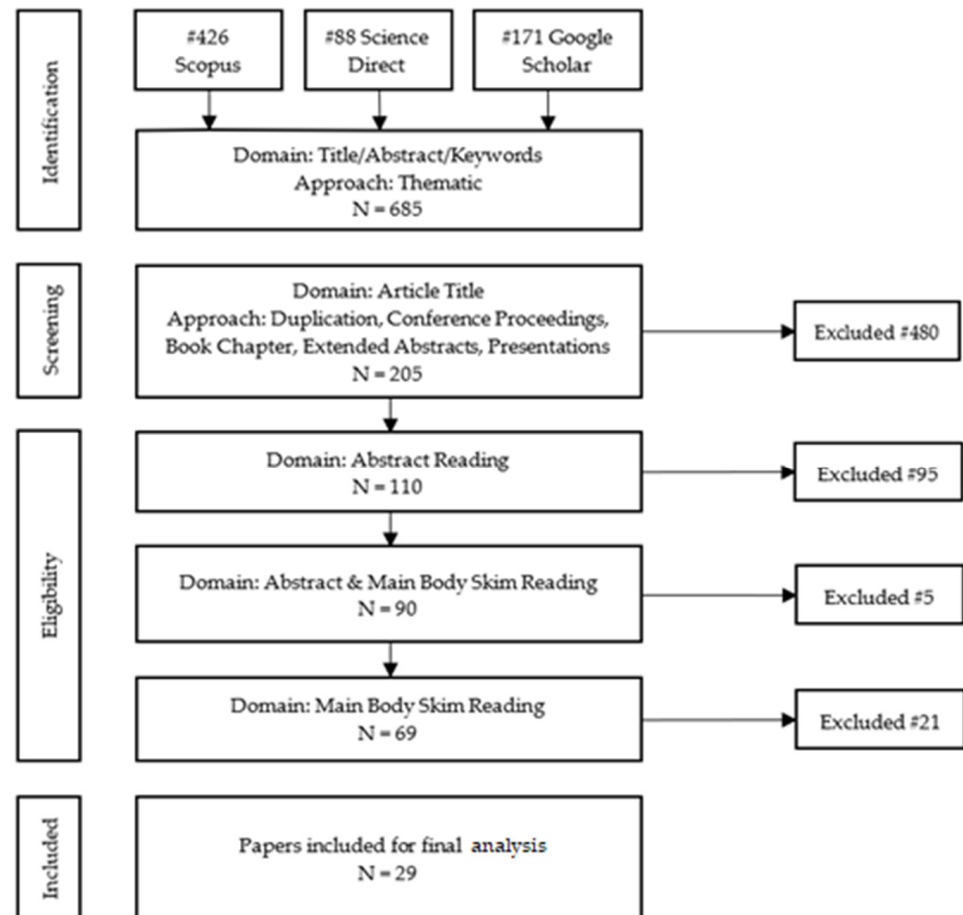 Identification
#426
Scopus
#88 Science
Direct
#171 Google
Scholar
Domain: Title/Abstract/Keywords
Approach: Thematic
N = 685
Screening
Domain: Article Title
Approach: Duplication, Conference Proceedings,
Book Chapter, Extended Abstracts, Presentations
N = 205
Excluded #480
Eligibility
Domain: Abstract Reading
N = 110
Excluded #95
Domain: Abstract & Main Body Skim Reading
N = 90
Excluded #5
Domain: Main Body Skim Reading
N = 69
Excluded #21
Included
Papers included for final analysis
N = 29